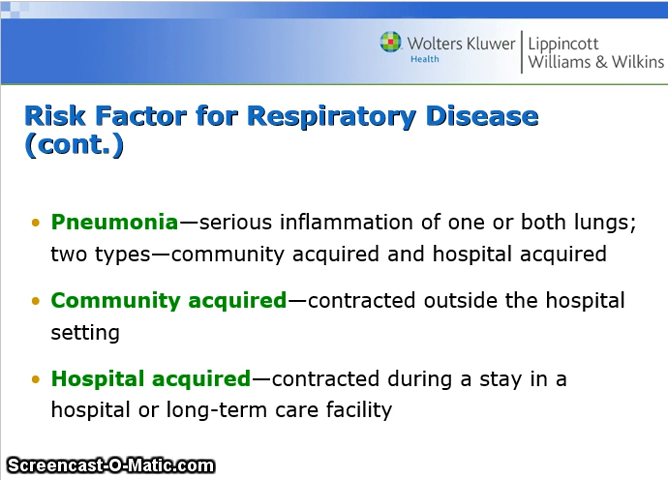 Wolters Kluwer
Health
Lippincott
Williams & Wilkins
Risk Factor for Respiratory Disease
(cont.)
• Pneumonia—serious inflammation of one or both lungs;
two types—community acquired and hospital acquired
• Community acquired—contracted outside the hospital
setting
• Hospital acquired—contracted during a stay in a
hospital or long-term care facility
Screencast-O-Matic.com